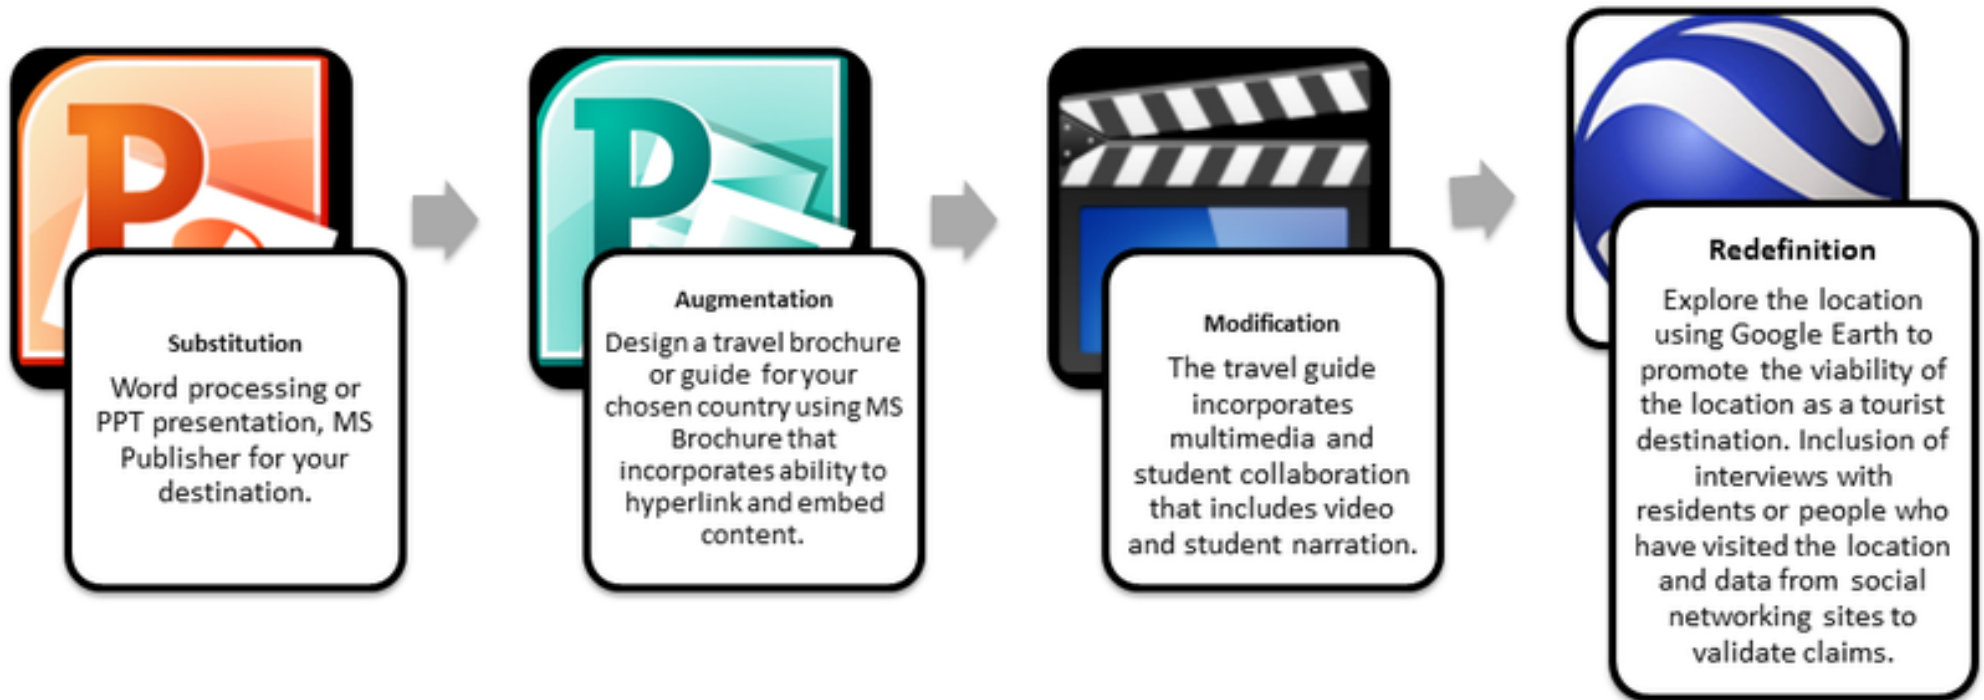 Substitution
Word processing or
PPT presentation, MS
Publisher for your
destination.
Augmentation
Design a travel brochure
or guide for your
chosen country using MS
Brochure that
incorporates ability to
hyperlink and embed
content.
Modification
The travel guide
incorporates
multimedia and
student collaboration
that includes video
and student narration.
Redefinition
Explore the location
using Google Earth to
promote the viability of
the location as a tourist
destination. Inclusion of
interviews with
residents or people who
have visited the location
and data from social
networking sites to
validate claims.
P
P